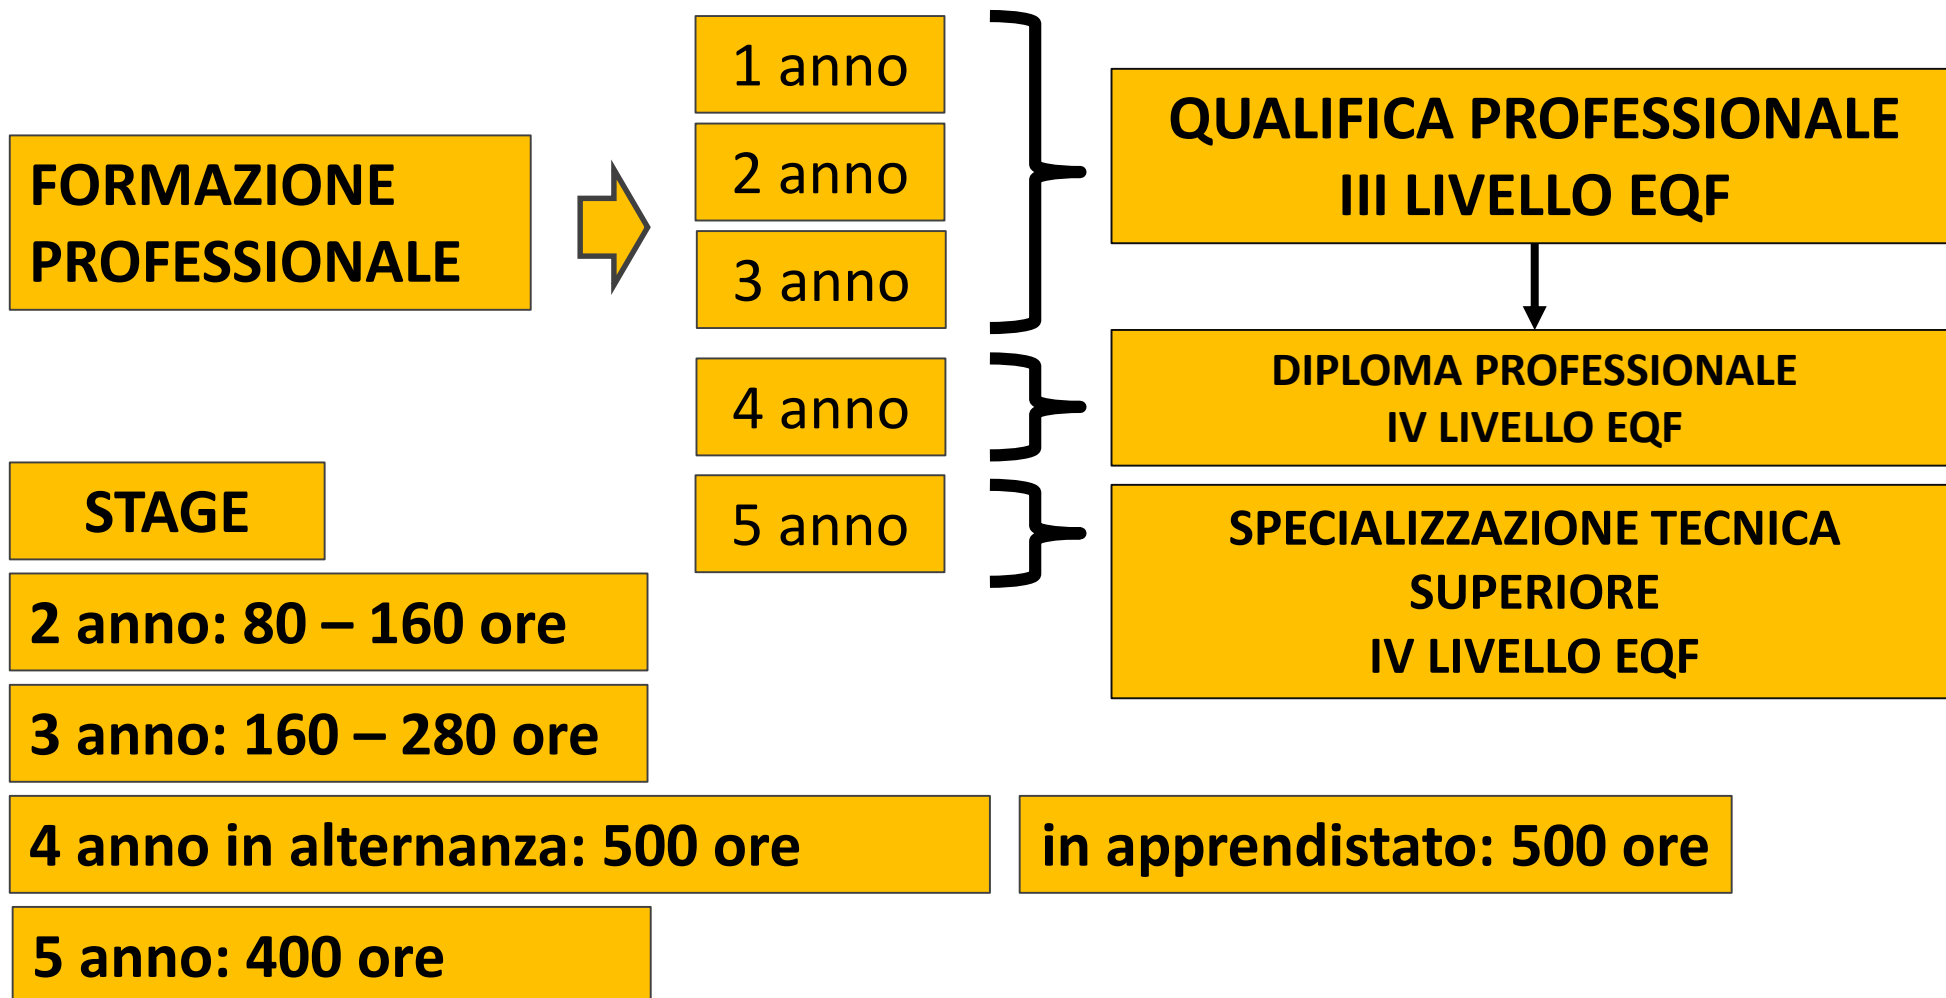 FORMAZIONE
PROFESSIONALE
1 anno
2 anno
3 anno
4 anno
5 anno
QUALIFICA PROFESSIONALE
III LIVELLO EQF
DIPLOMA PROFESSIONALE
IV LIVELLO EQF
SPECIALIZZAZIONE TECNICA
SUPERIORE
IV LIVELLO EQF
STAGE
2 anno: 80 – 160 ore
3 anno: 160 – 280 ore
4 anno in alternanza: 500 ore
in apprendistato: 500 ore
5 anno: 400 ore